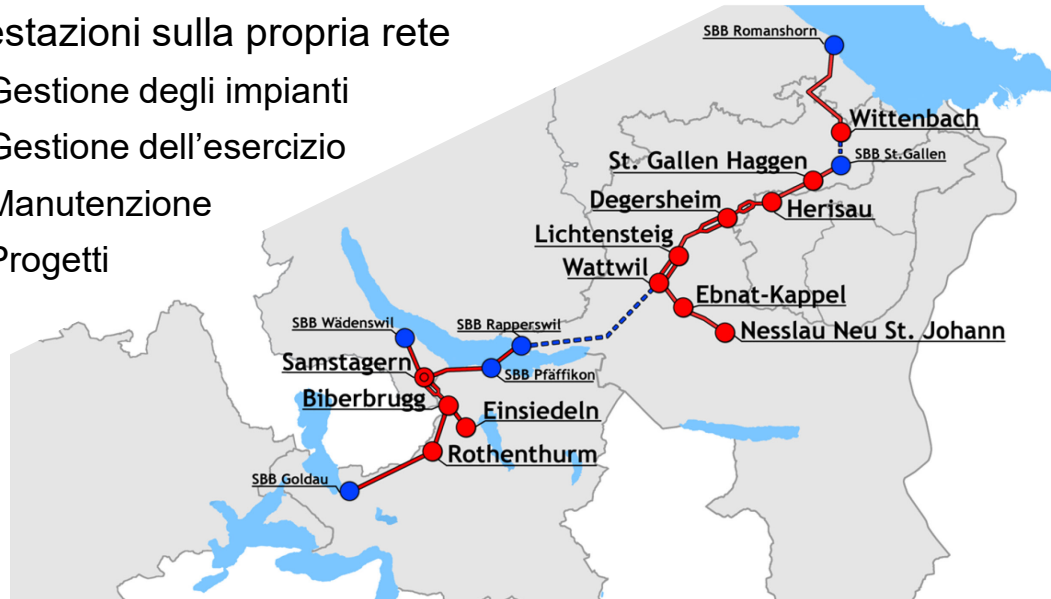 estazioni sulla propria rete
Gestione degli impianti
Gestione dell'esercizio
Manutenzione
Progetti
SBB Romanshorn
Wittenbach
SBB St.Gallen
St. Gallen Haggen
Degersheim
Herisau
Lichtensteig
Wattwil
Ebnat-Kappel
Nesslau Neu St. Johann
SBB Wädenswil
SBB Rapperswil
Samstagern
SBB Pfäffikon
Biberbrugg
Einsiedeln
Rothenthurm
SBB Goldau